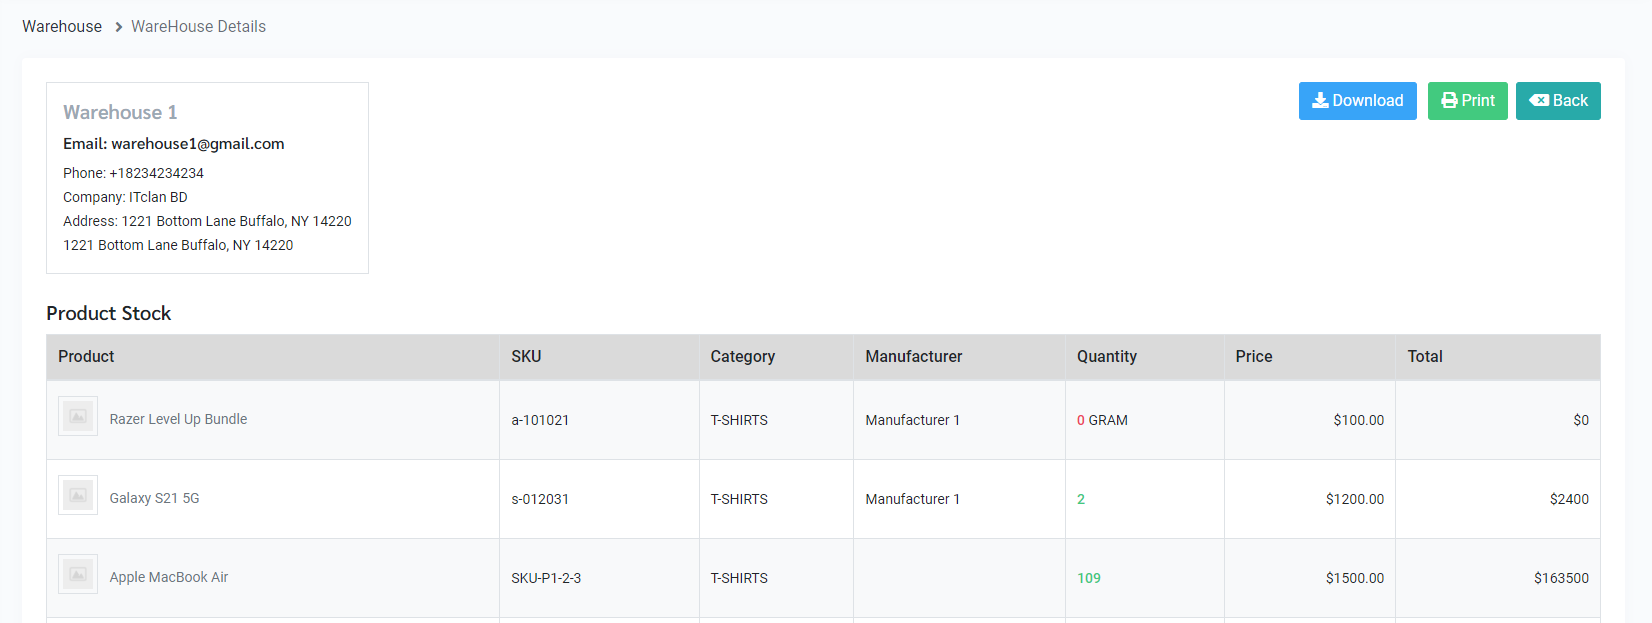 Warehouse > WareHouse Details
Download Print Back
Warehouse 1
Email: warehouse1@gmail.com
Phone: +18234234234
Company: ITclan BD
Address: 1221 Bottom Lane Buffalo, NY 14220
1221 Bottom Lane Buffalo, NY 14220
Product Stock
Product SKU Category Manufacturer Quantity Price Total
Razer Level Up Bundle a-101021 T-SHIRTS Manufacturer 1 0 GRAM $100.00 $0
Galaxy S21 5G s-012031 T-SHIRTS Manufacturer 1 2 $1200.00 $2400
Apple MacBook Air SKU-P1-2-3 T-SHIRTS 109 $1500.00 $163500